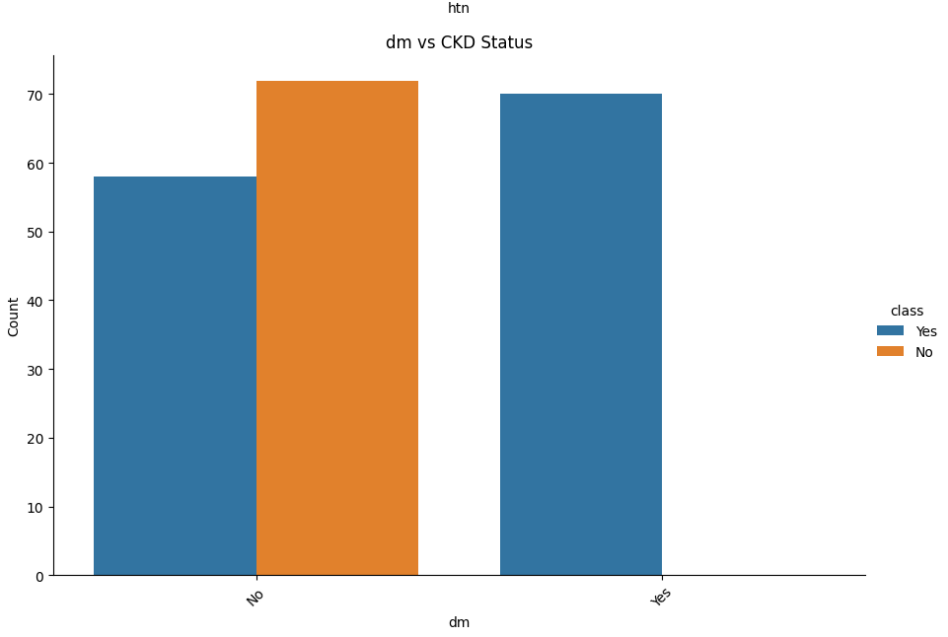 htn
dm vs CKD Status
70
60
50
40
30
20
10
0
Count
No
Yes
dm
class
Yes
No